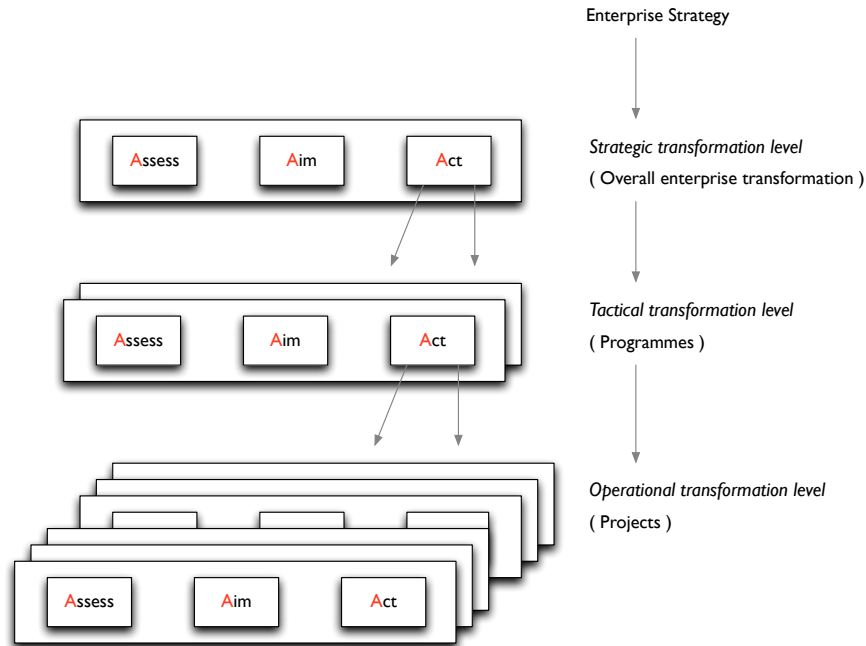 Enterprise Strategy
Assess
Aim
Act
Strategic transformation level
( Overall enterprise transformation )
Assess
Aim
Act
Tactical transformation level
( Programmes )
Operational transformation level
( Projects )
Assess
Aim
Act